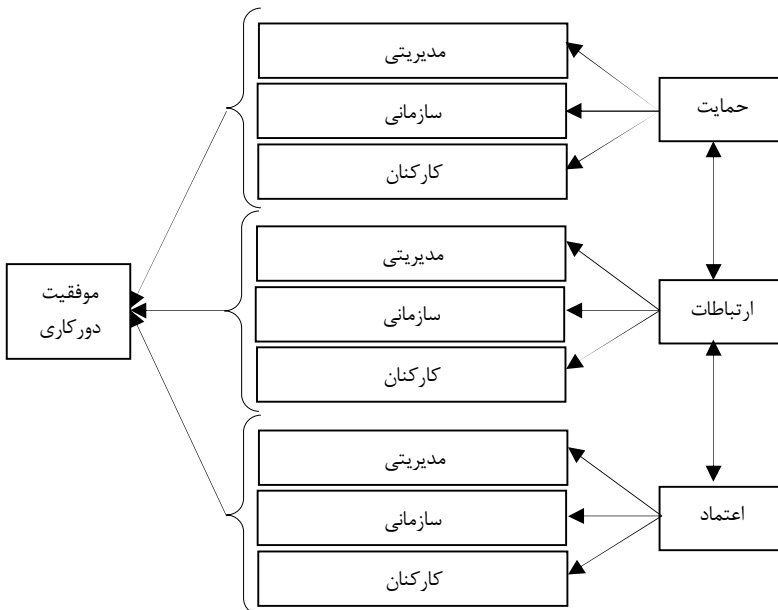 حمایت
مدیریتی
سازمانی
کارکنان
ارتباطات
مدیریتی
سازمانی
کارکنان
اعتماد
مدیریتی
سازمانی
کارکنان
موفقیت
دورکاری